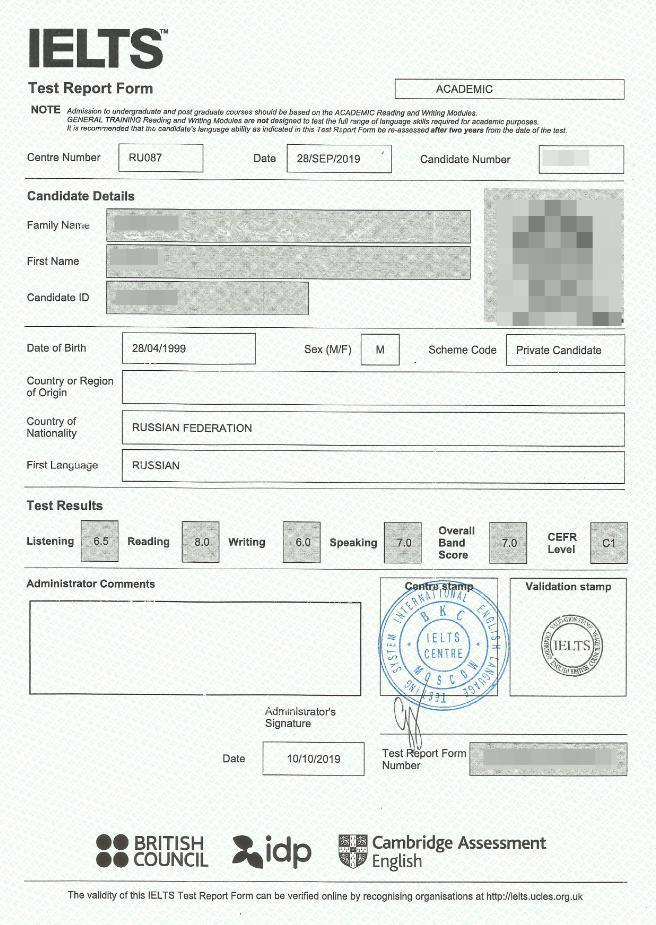 IELTS™
Test Report Form
ACADEMIC
NOTE Admission to undergraduate and post graduate courses should be based on the ACADEMIC Reading and Writing Modules.
GENERAL TRAINING Reading and Writing Modules are not designed to test the full range of language skills required for academic purposes.
It is recommended that the candidate's language ability as indicated in this Test Report Form be re-assessed after two years from the date of the test.
Centre Number RU087 Date 28/SEP/2019 Candidate Number
Candidate Details
Family Name
First Name
Candidate ID
Date of Birth 28/04/1999 Sex (M/F) M Scheme Code Private Candidate
Country or Region
of Origin
Country of
Nationality
RUSSIAN FEDERATION
First Language RUSSIAN
Test Results
Listening 6.5 Reading 8.0 Writing 6.0 Speaking 7.0 Overall Band Score 7.0 CEFR Level C1
Administrator Comments
Centre stamp
Validation stamp
INTERNATIONAL ENGLISH LANGUAGE TESTING SYSTEM
BKC
IELTS
CENTRE
MOSCOW
IELTS
Administrator's
Signature
Date 10/10/2019
Test Report Form
Number
BRITISH
COUNCIL
idp
Cambridge Assessment
English
The validity of this IELTS Test Report Form can be verified online by recognising organisations at http://ielts.ucles.org.uk